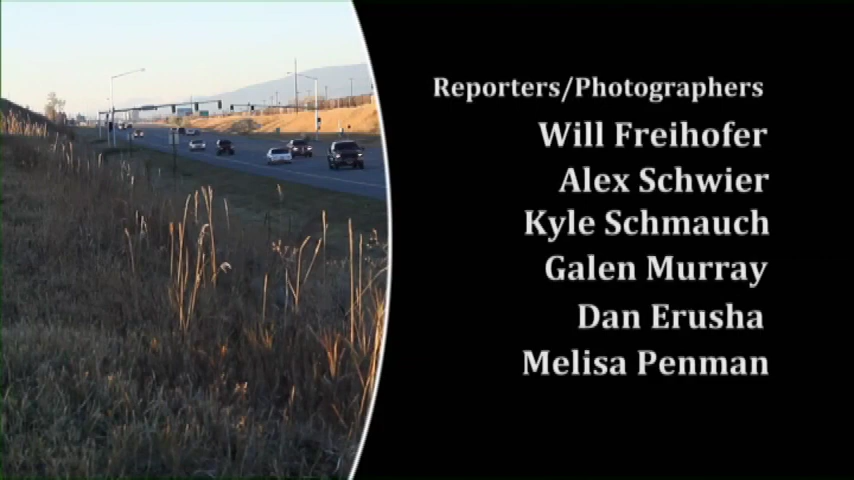 Reporters/Photographers
Will Freihofer
Alex Schwier
Kyle Schmauch
Galen Murray
Dan Erusha
Melisa Penman